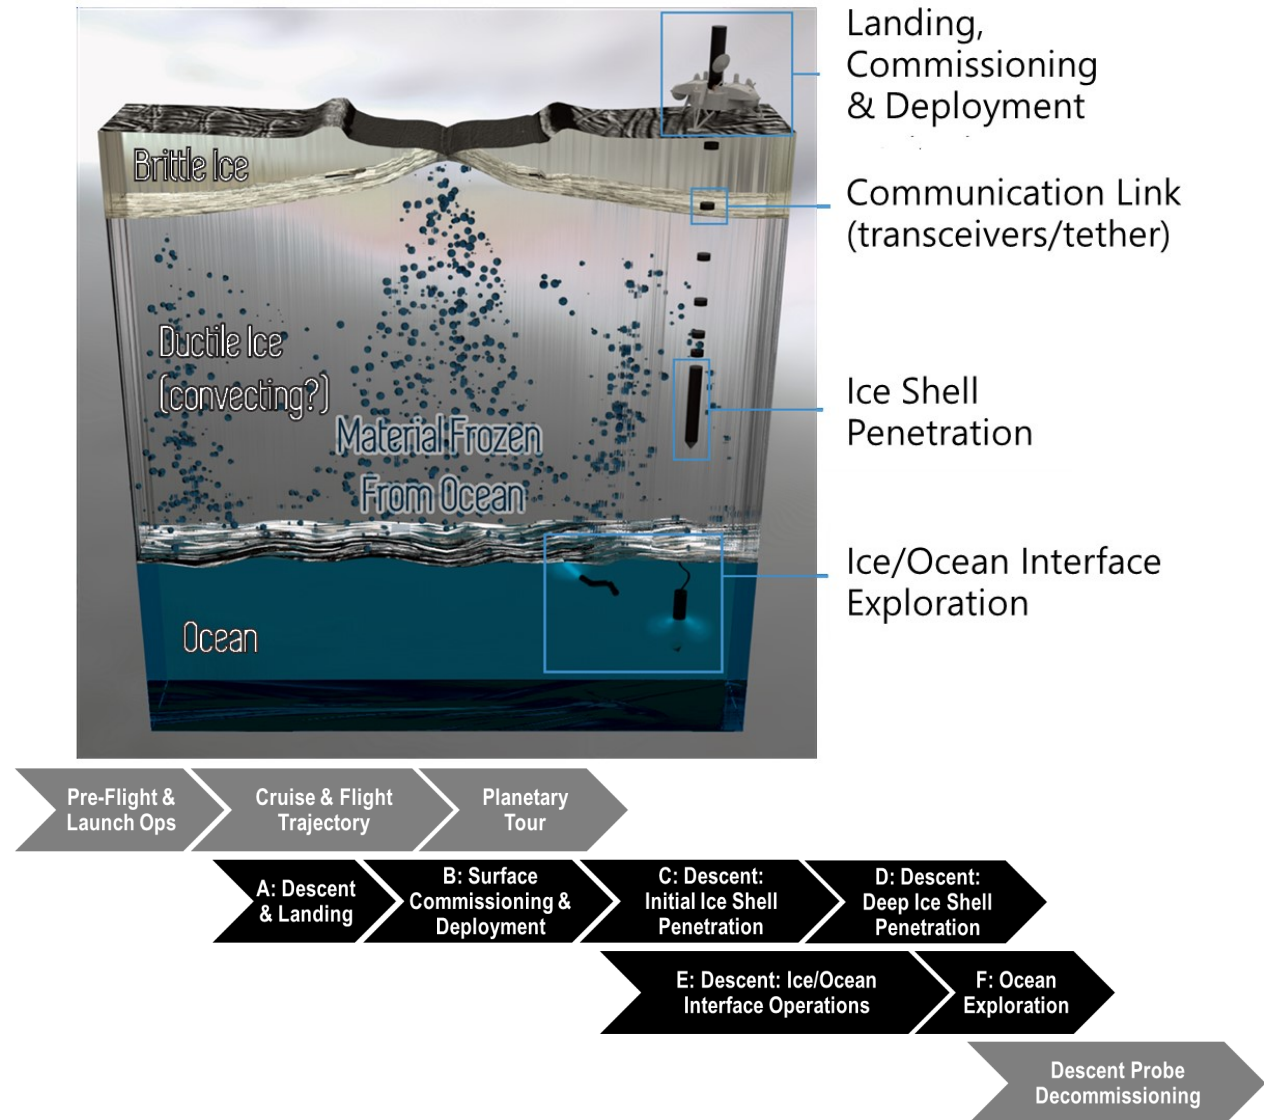 Landing,
Commissioning
& Deployment
Brittle Ice
Communication Link
(transceivers/tether)
Ductile Ice
(convecting?)
Material Frozen
From Ocean
Ice Shell
Penetration
Ice/Ocean Interface
Exploration
Ocean
Pre-Flight &
Launch Ops
Cruise & Flight
Trajectory
Planetary
Tour
A: Descent
& Landing
B: Surface
Commissioning &
Deployment
C: Descent:
Initial Ice Shell
Penetration
D: Descent:
Deep Ice Shell
Penetration
E: Descent: Ice/Ocean
Interface Operations
F: Ocean
Exploration
Descent Probe
Decommissioning